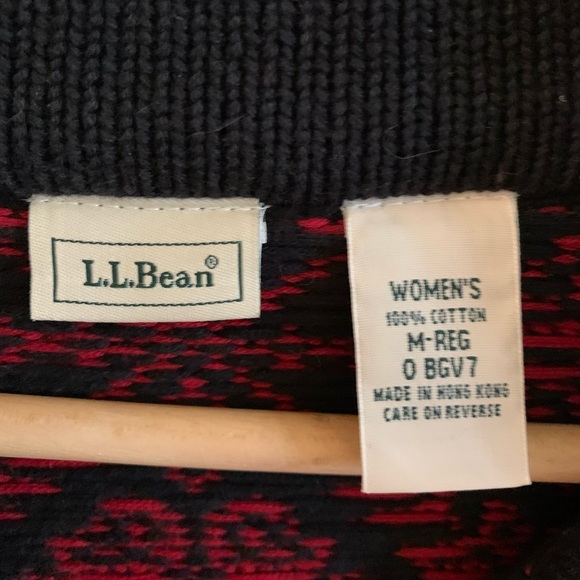 L.L.Bean®
WOMEN'S
100% COTTON
M-REG
0 BGV7
MADE IN HONG KONG
CARE ON REVERSE